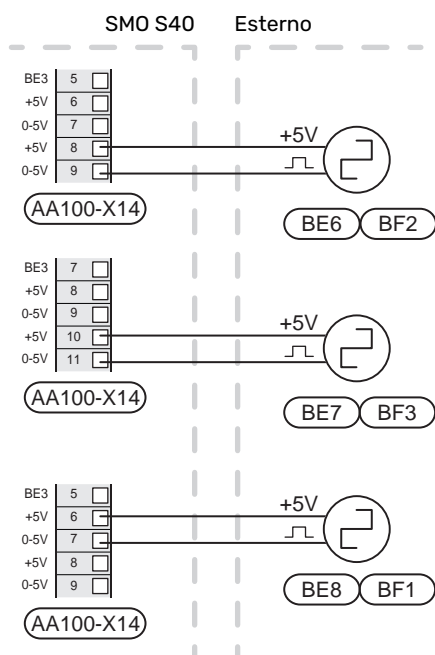 SMO S40 Esterno
BE3 5
+5V 6
0-5V 7
+5V 8
0-5V 9
+5V
AA100-X14
BE6 BF2
BE3 7
+5V 8
0-5V 9
+5V 10
0-5V 11
+5V
AA100-X14
BE7 BF3
BE3 5
+5V 6
0-5V 7
+5V 8
0-5V 9
+5V
AA100-X14
BE8 BF1